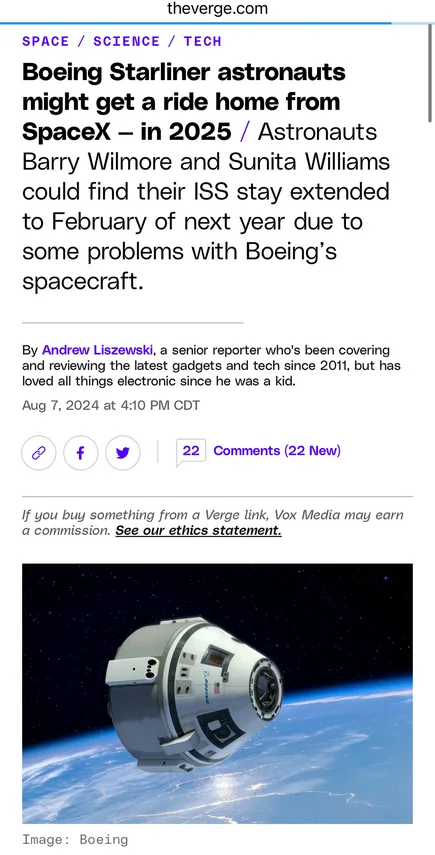 theverge.com
SPACE / SCIENCE / TECH
Boeing Starliner astronauts
might get a ride home from
SpaceX — in 2025 / Astronauts
Barry Wilmore and Sunita Williams
could find their ISS stay extended
to February of next year due to
some problems with Boeing’s
spacecraft.
By Andrew Liszewski, a senior reporter who's been covering
and reviewing the latest gadgets and tech since 2011, but has
loved all things electronic since he was a kid.
Aug 7, 2024 at 4:10 PM CDT
22 Comments (22 New)
If you buy something from a Verge link, Vox Media may earn
a commission. See our ethics statement.
BOEING
Image: Boeing